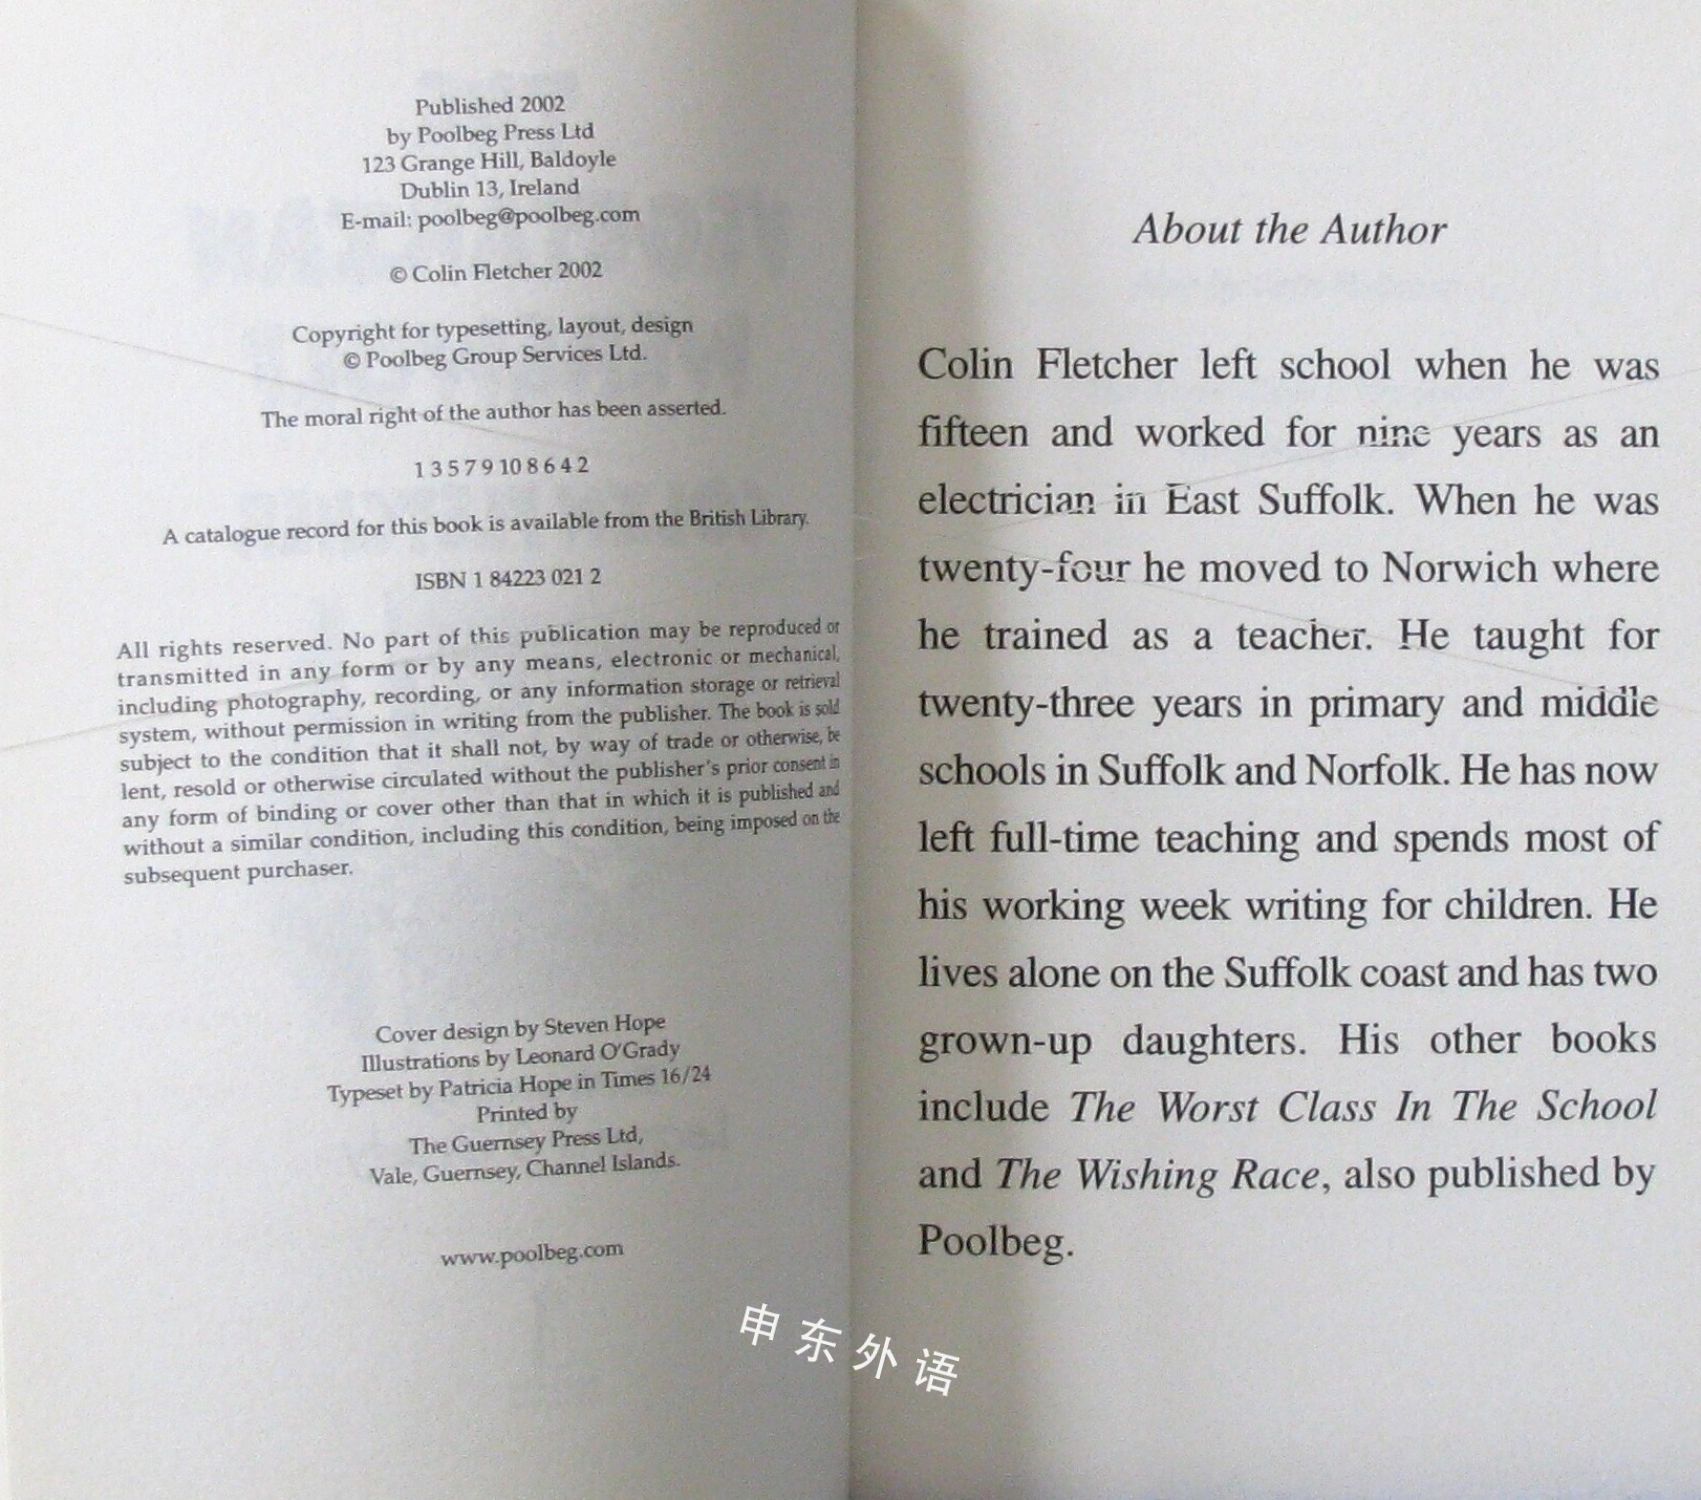 Published 2002
by Poolbeg Press Ltd
123 Grange Hill, Baldoyle
Dublin 13, Ireland
E-mail: poolbeg@poolbeg.com
© Colin Fletcher 2002
Copyright for typesetting, layout, design
© Poolbeg Group Services Ltd.
The moral right of the author has been asserted.
1 3 5 7 9 10 8 6 4 2
A catalogue record for this book is available from the British Library.
ISBN 1 84223 021 2
All rights reserved. No part of this publication may be reproduced or
transmitted in any form or by any means, electronic or mechanical,
including photography, recording, or any information storage or retrieval
system, without permission in writing from the publisher. The book is sold
subject to the condition that it shall not, by way of trade or otherwise, be
lent, resold or otherwise circulated without the publisher's prior consent in
any form of binding or cover other than that in which it is published and
without a similar condition, including this condition, being imposed on the
subsequent purchaser.
Cover design by Steven Hope
Illustrations by Leonard O'Grady
Typeset by Patricia Hope in Times 16/24
Printed by
The Guernsey Press Ltd,
Vale, Guernsey, Channel Islands.
www.poolbeg.com
About the Author
Colin Fletcher left school when he was
fifteen and worked for nine years as an
electrician in East Suffolk. When he was
twenty-four he moved to Norwich where
he trained as a teacher. He taught for
twenty-three years in primary and middle
schools in Suffolk and Norfolk. He has now
left full-time teaching and spends most of
his working week writing for children. He
lives alone on the Suffolk coast and has two
grown-up daughters. His other books
include The Worst Class In The School
and The Wishing Race, also published by
Poolbeg.
申东外语